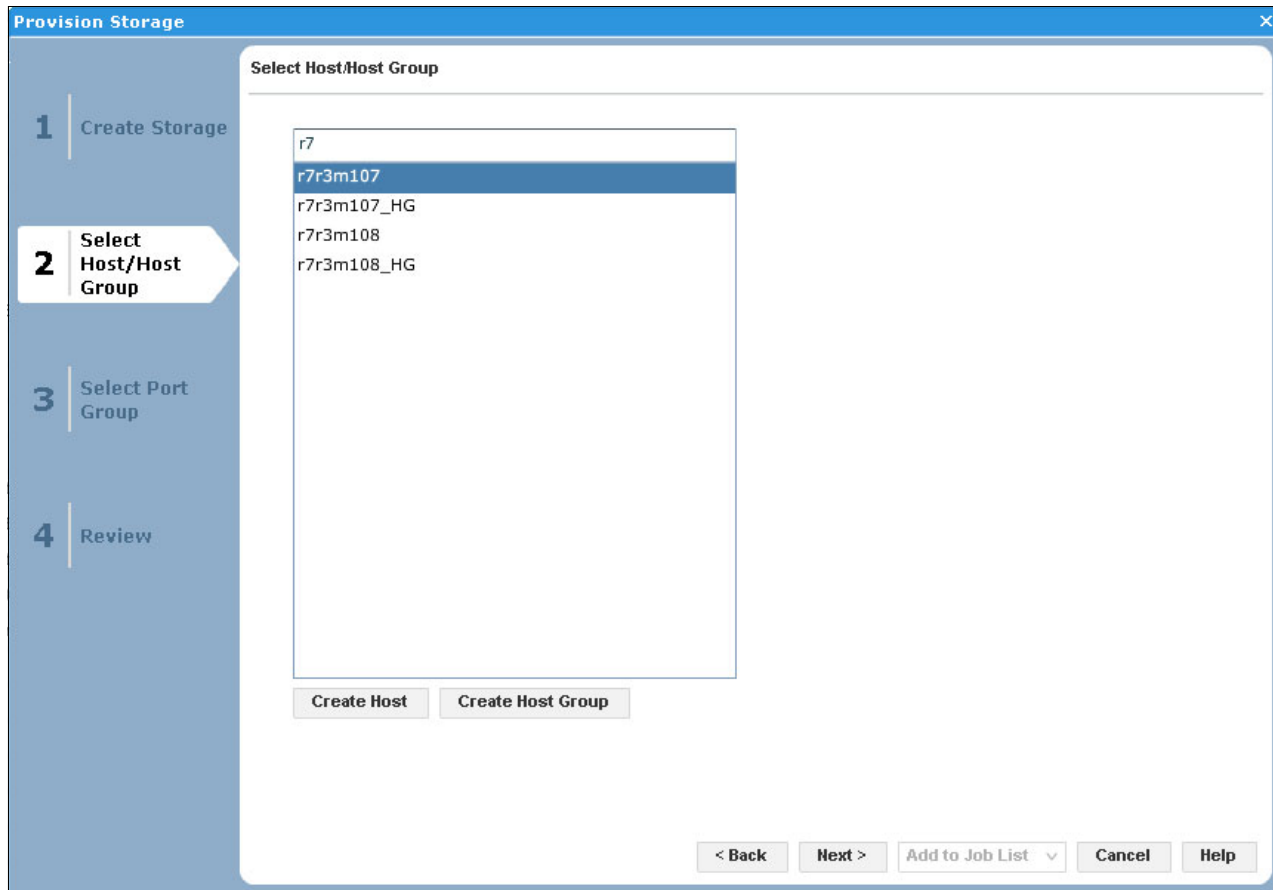 Provision Storage
1
Create Storage
2
Select
Host/Host
Group
3
Select Port
Group
4
Review
Select Host/Host Group
r7
r7r3m107
r7r3m107_HG
r7r3m108
r7r3m108_HG
Create Host
Create Host Group
< Back
Next >
Add to Job List
Cancel
Help